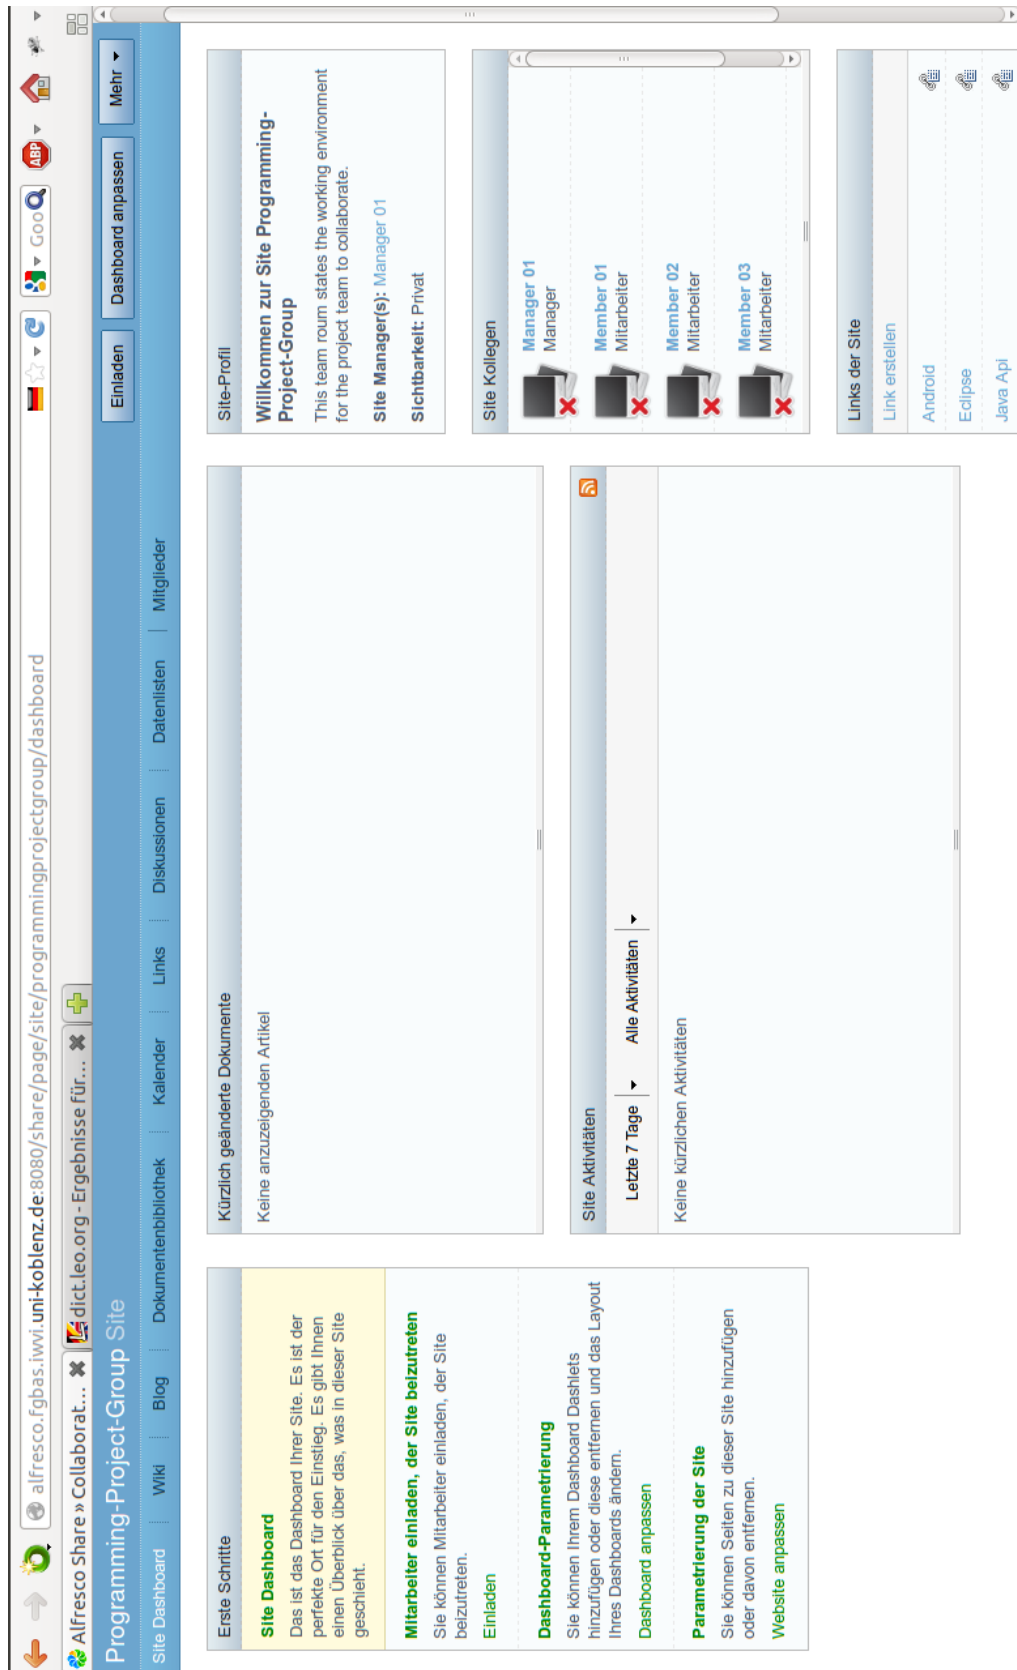 alfresco.fgbas.iwvi.uni-koblenz.de:8080/share/page/site/programmingprojectgroup/dashboard
Goo
ABP
Alfresco Share » Collaborat...
dict.leo.org - Ergebnisse für...
Programming-Project-Group Site
Einladen
Dashboard anpassen
Mehr
Site Dashboard
Wiki
Blog
Dokumentenbibliothek
Kalender
Links
Diskussionen
Datenlisten
Mitglieder
Erste Schritte
Site Dashboard
Das ist das Dashboard Ihrer Site. Es ist der
perfekte Ort für den Einstieg. Es gibt Ihnen
einen Überblick über das, was in dieser Site
geschieht.
Mitarbeiter einladen, der Site beizutreten
Sie können Mitarbeiter einladen, der Site
beizutreten.
Einladen
Dashboard-Parametrierung
Sie können Ihrem Dashboard Dashlets
hinzufügen oder diese entfernen und das Layout
Ihres Dashboards ändern.
Dashboard anpassen
Parametrierung der Site
Sie können Seiten zu dieser Site hinzufügen
oder davon entfernen.
Website anpassen
Kürzlich geänderte Dokumente
Keine anzuzeigenden Artikel
Site Aktivitäten
Letzte 7 Tage
Alle Aktivitäten
Keine kürzlichen Aktivitäten
Site-Profil
Willkommen zur Site Programming-
Project-Group
This team roum states the working environment
for the project team to collaborate.
Site Manager(s): Manager 01
Sichtbarkeit: Privat
Site Kollegen
Manager 01
Manager
Member 01
Mitarbeiter
Member 02
Mitarbeiter
Member 03
Mitarbeiter
Links der Site
Link erstellen
Android
Eclipse
Java Api